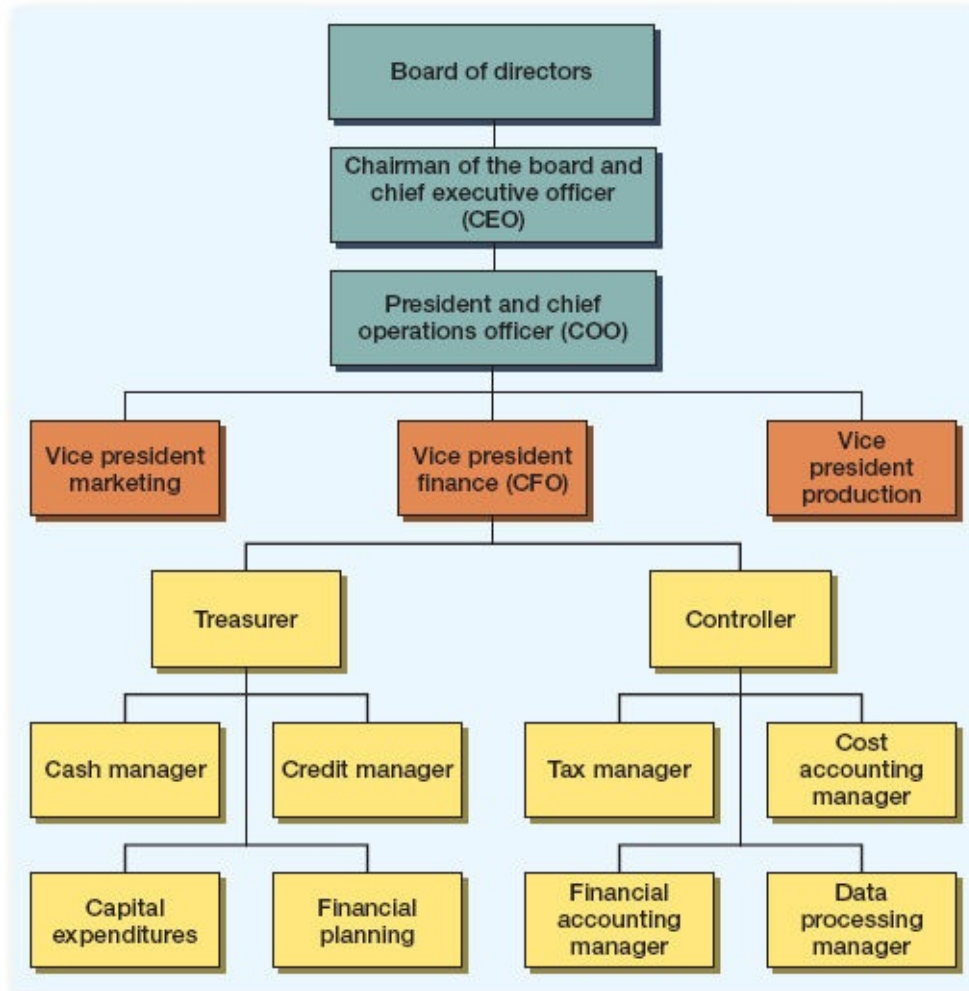 Board of directors
Chairman of the board and
chief executive officer
(CEO)
President and chief
operations officer (COO)
Vice president
marketing
Vice president
finance (CFO)
Vice
president
production
Treasurer
Controller
Cash manager
Credit manager
Tax manager
Cost
accounting
manager
Capital
expenditures
Financial
planning
Financial
accounting
manager
Data
processing
manager